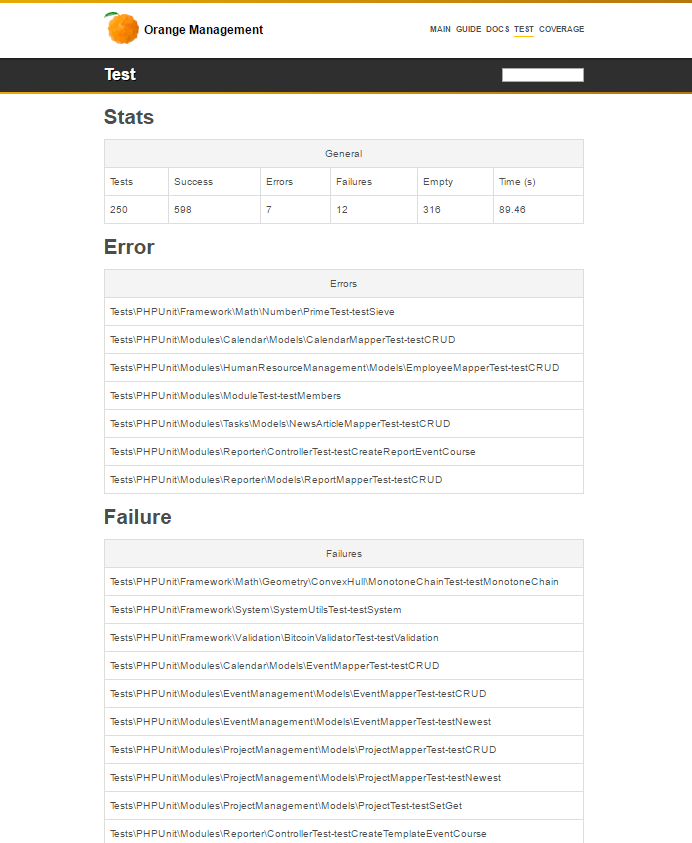 Orange Management
MAIN GUIDE DOCS TEST COVERAGE
Test
Stats
General
Tests Success Errors Failures Empty Time (s)
250 598 7 12 316 89.46
Error
Errors
Tests\PHPUnit\Framework\Math\Number\PrimeTest-testSieve
Tests\PHPUnit\Modules\Calendar\Models\CalendarMapperTest-testCRUD
Tests\PHPUnit\Modules\HumanResourceManagement\Models\EmployeeMapperTest-testCRUD
Tests\PHPUnit\Modules\ModuleTest-testMembers
Tests\PHPUnit\Modules\Tasks\Models\NewsArticleMapperTest-testCRUD
Tests\PHPUnit\Modules\Reporter\ControllerTest-testCreateReportEventCourse
Tests\PHPUnit\Modules\Reporter\Models\ReportMapperTest-testCRUD
Failure
Failures
Tests\PHPUnit\Framework\Math\Geometry\ConvexHull\MonotoneChainTest-testMonotoneChain
Tests\PHPUnit\Framework\System\SystemUtilsTest-testSystem
Tests\PHPUnit\Framework\Validation\BitcoinValidatorTest-testValidation
Tests\PHPUnit\Modules\Calendar\Models\EventMapperTest-testCRUD
Tests\PHPUnit\Modules\EventManagement\Models\EventMapperTest-testCRUD
Tests\PHPUnit\Modules\EventManagement\Models\EventMapperTest-testNewest
Tests\PHPUnit\Modules\ProjectManagement\Models\ProjectMapperTest-testCRUD
Tests\PHPUnit\Modules\ProjectManagement\Models\ProjectMapperTest-testNewest
Tests\PHPUnit\Modules\ProjectManagement\Models\ProjectTest-testSetGet
Tests\PHPUnit\Modules\Reporter\ControllerTest-testCreateTemplateEventCourse